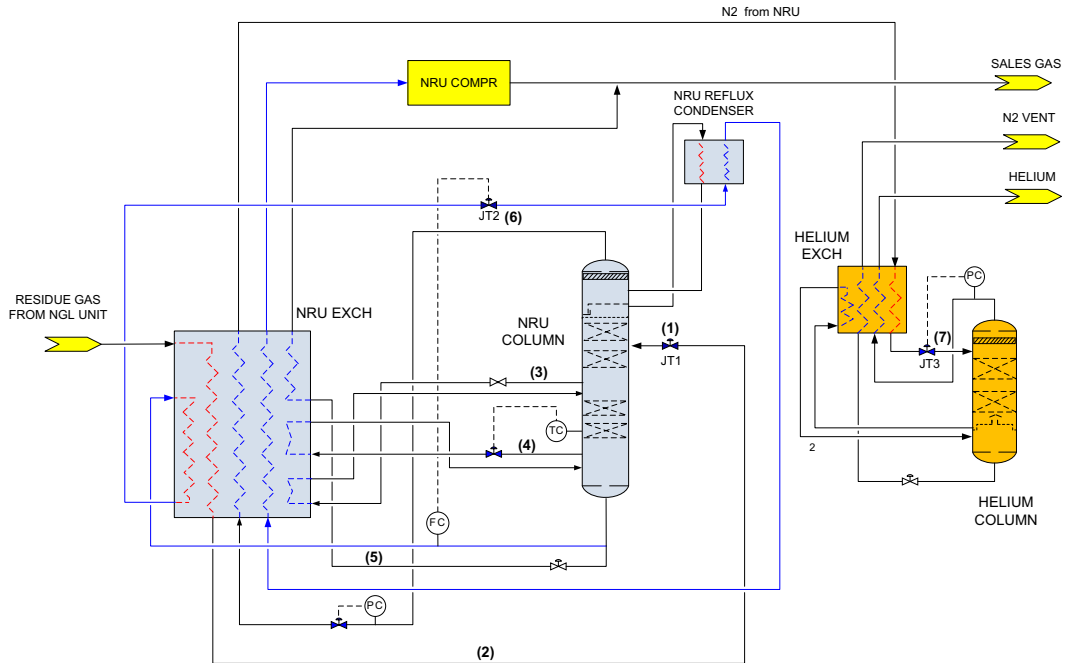 N2 from NRU
SALES GAS
NRU COMPR
NRU REFLUX
CONDENSER
N2 VENT
HELIUM
JT2
(6)
HELIUM
EXCH
PC
RESIDUE GAS
FROM NGL UNIT
NRU EXCH
NRU
COLUMN
(1)
JT1
(7)
JT3
(3)
TC
(4)
2
HELIUM
COLUMN
FC
(5)
PC
(2)